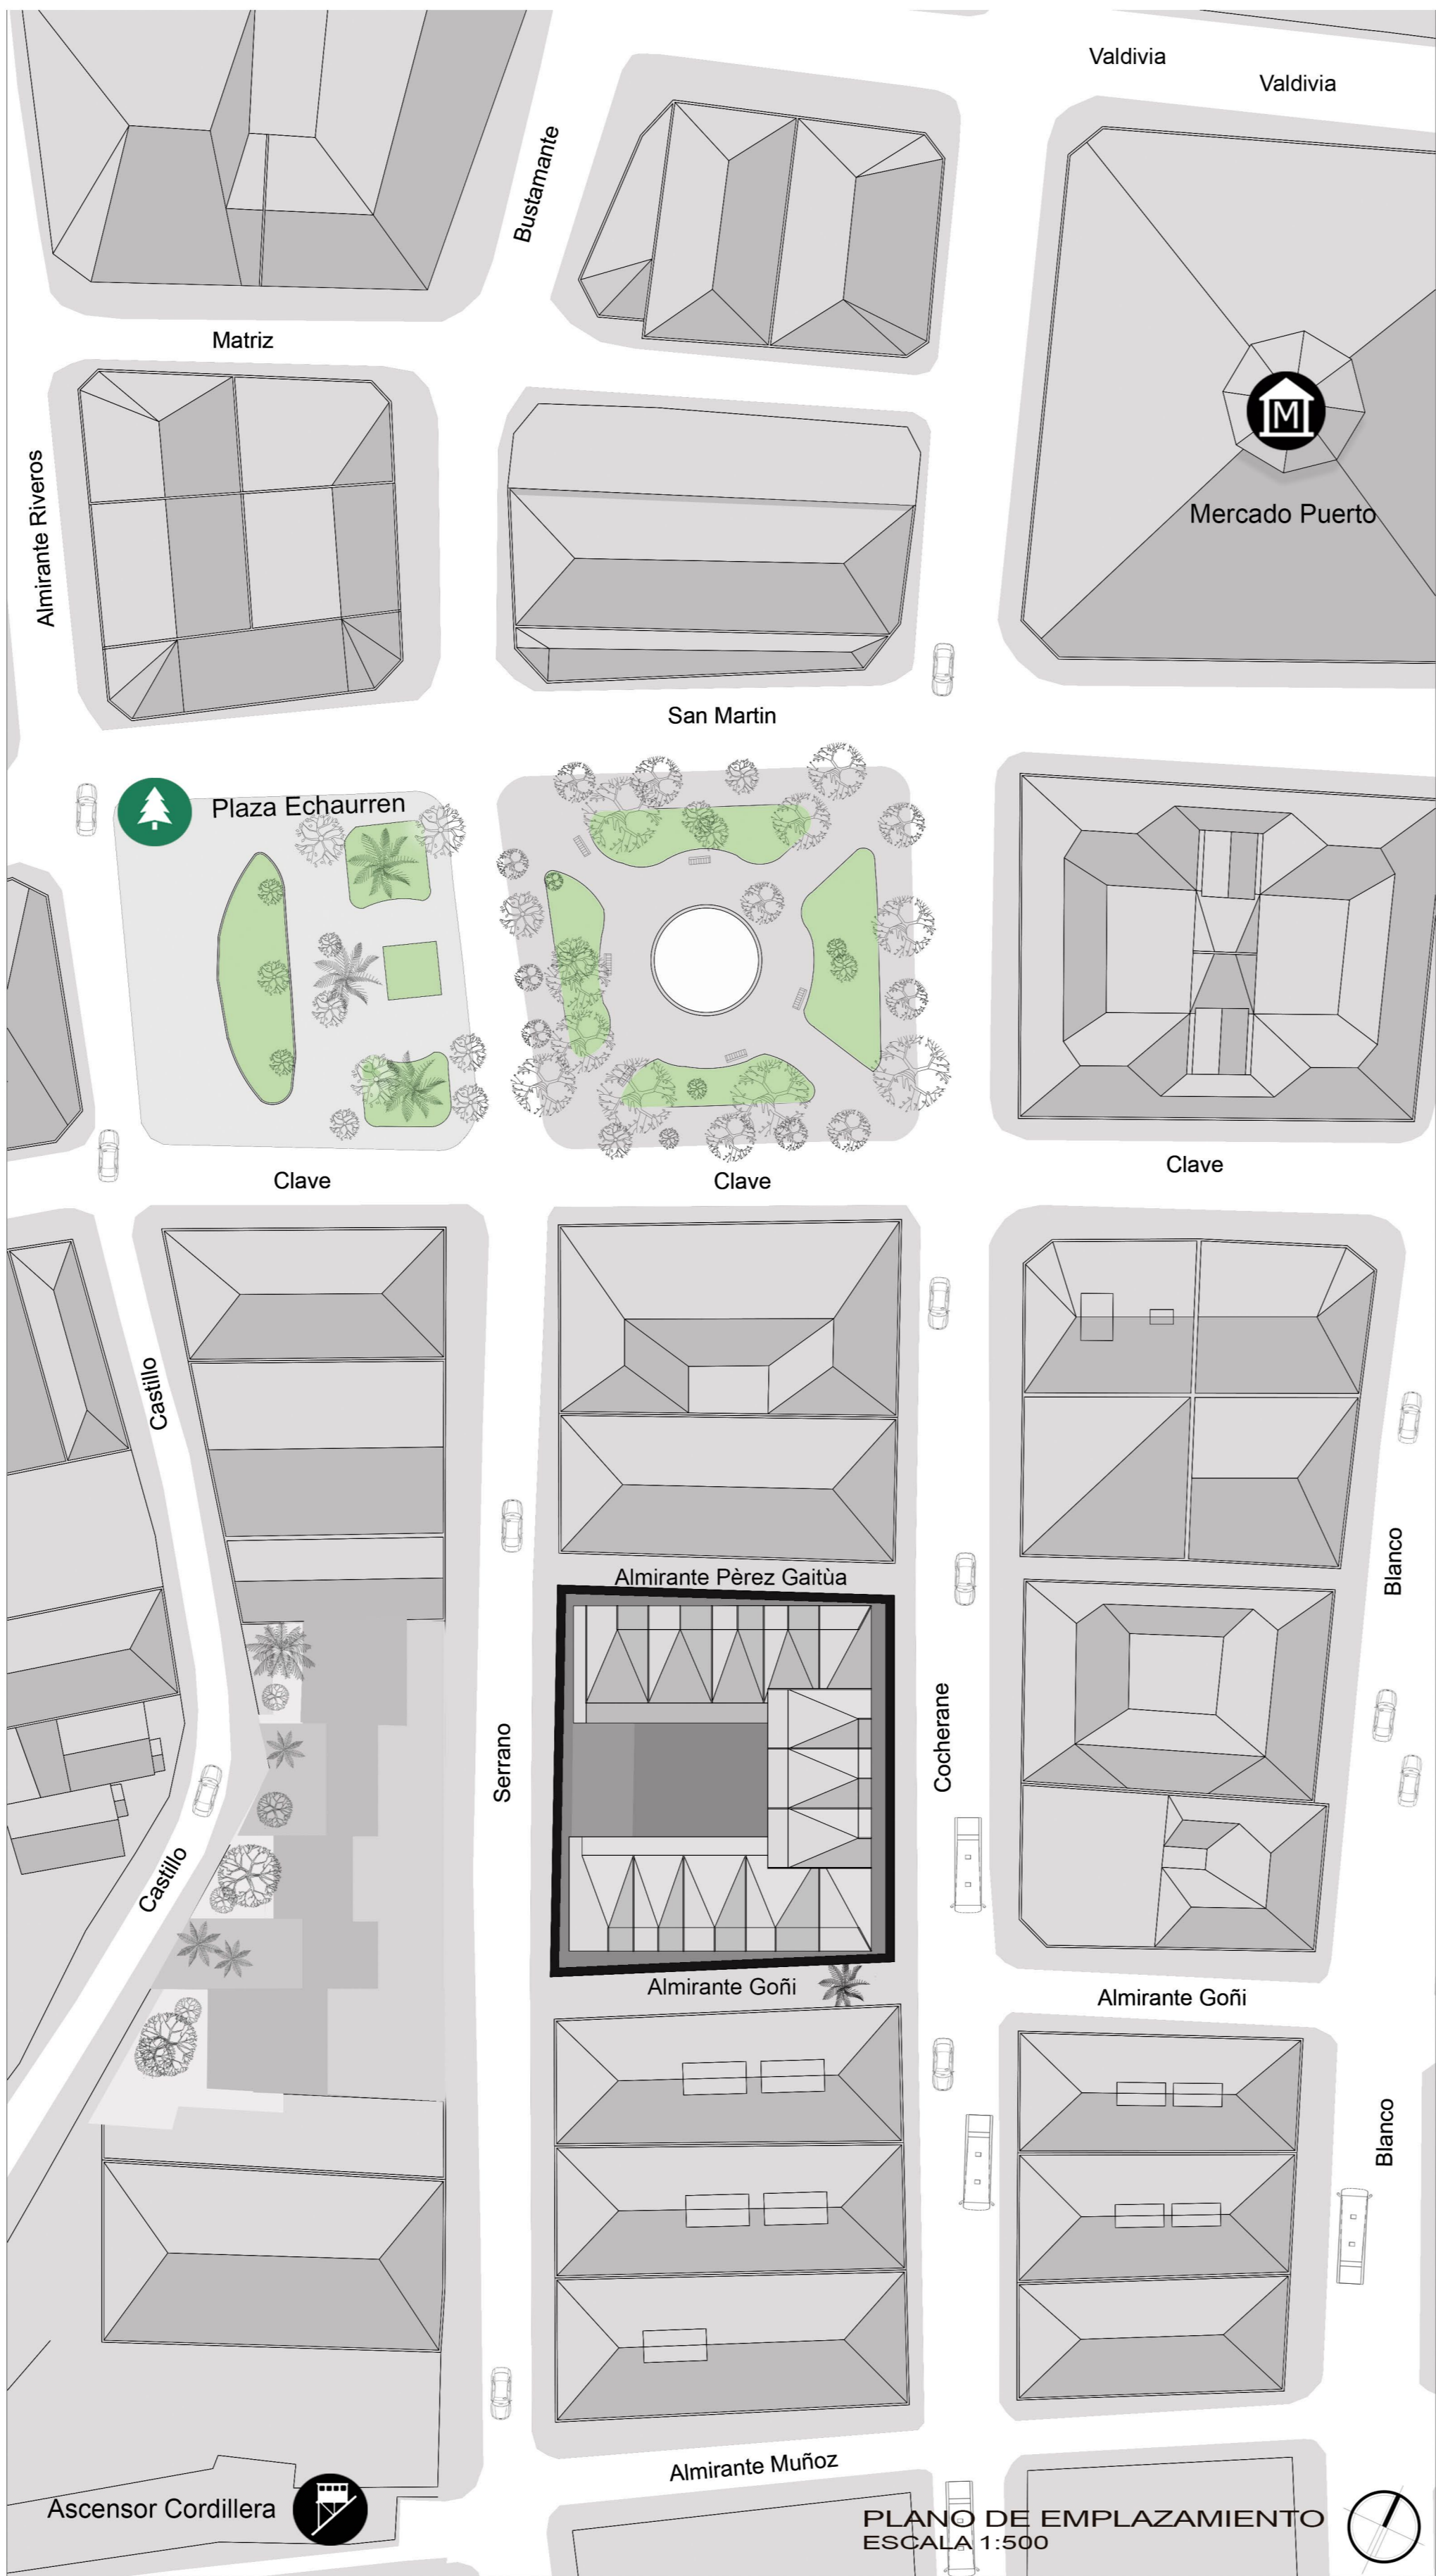 Valdivia
Valdivia
Bustamante
Matriz
M
Almirante Riveros
Mercado Puerto
San Martin
Plaza Echaurren
Clave
Clave
Clave
Castillo
Blanco
Almirante Pèrez Gaitùa
Serrano
Cocherane
Castillo
Almirante Goñi
Almirante Goñi
Blanco
Almirante Muñoz
Ascensor Cordillera
PLANO DE EMPLAZAMIENTO
ESCALA 1:500